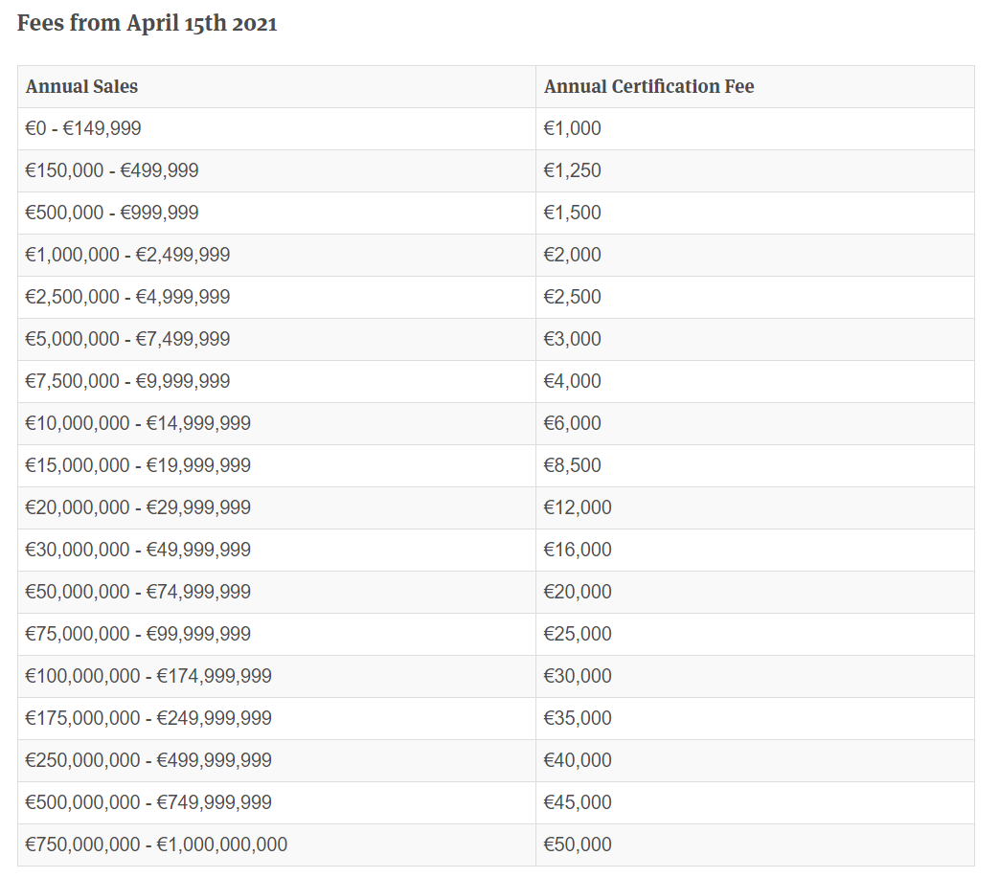 Fees from April 15th 2021
Annual Sales Annual Certification Fee
€0 - €149,999 €1,000
€150,000 - €499,999 €1,250
€500,000 - €999,999 €1,500
€1,000,000 - €2,499,999 €2,000
€2,500,000 - €4,999,999 €2,500
€5,000,000 - €7,499,999 €3,000
€7,500,000 - €9,999,999 €4,000
€10,000,000 - €14,999,999 €6,000
€15,000,000 - €19,999,999 €8,500
€20,000,000 - €29,999,999 €12,000
€30,000,000 - €49,999,999 €16,000
€50,000,000 - €74,999,999 €20,000
€75,000,000 - €99,999,999 €25,000
€100,000,000 - €174,999,999 €30,000
€175,000,000 - €249,999,999 €35,000
€250,000,000 - €499,999,999 €40,000
€500,000,000 - €749,999,999 €45,000
€750,000,000 - €1,000,000,000 €50,000